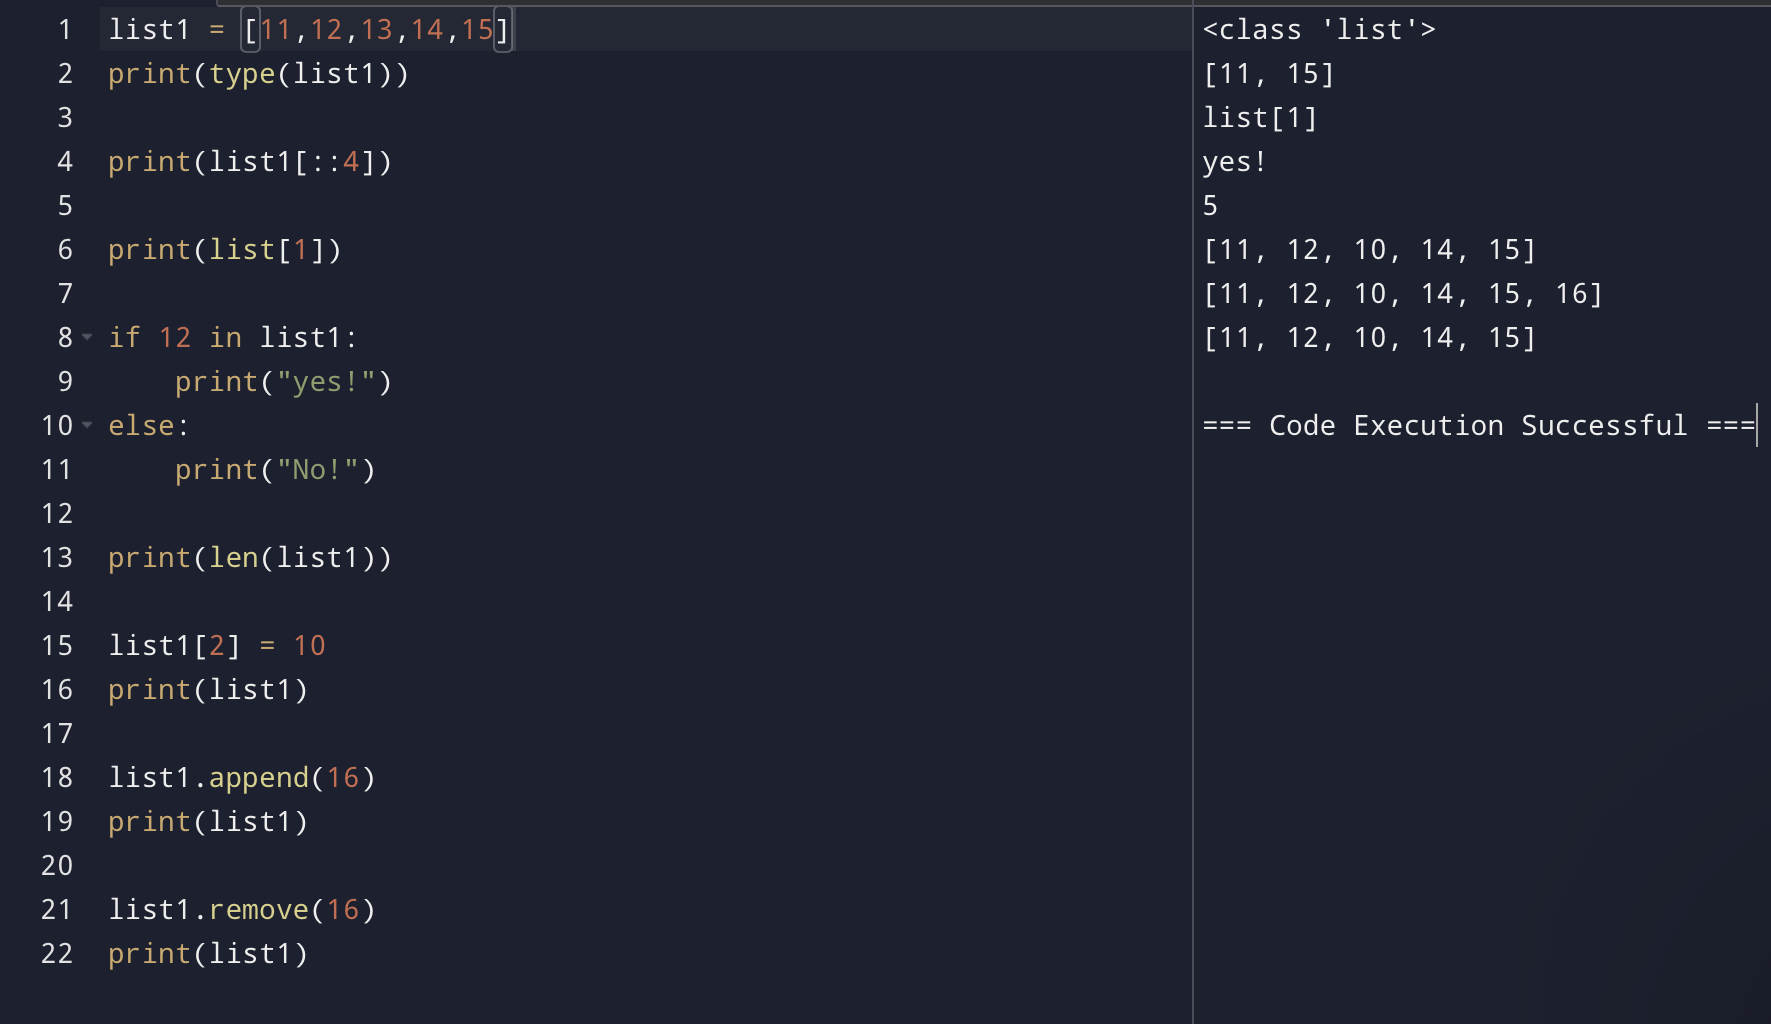 1 list1 = [11,12,13,14,15]
2 print(type(list1))
3
4 print(list1[::4])
5
6 print(list[1])
7
8 if 12 in list1:
9     print("yes!")
10 else:
11     print("No!")
12
13 print(len(list1))
14
15 list1[2] = 10
16 print(list1)
17
18 list1.append(16)
19 print(list1)
20
21 list1.remove(16)
22 print(list1)
<class 'list'>
[11, 15]
list[1]
yes!
5
[11, 12, 10, 14, 15]
[11, 12, 10, 14, 15, 16]
[11, 12, 10, 14, 15]
=== Code Execution Successful ===